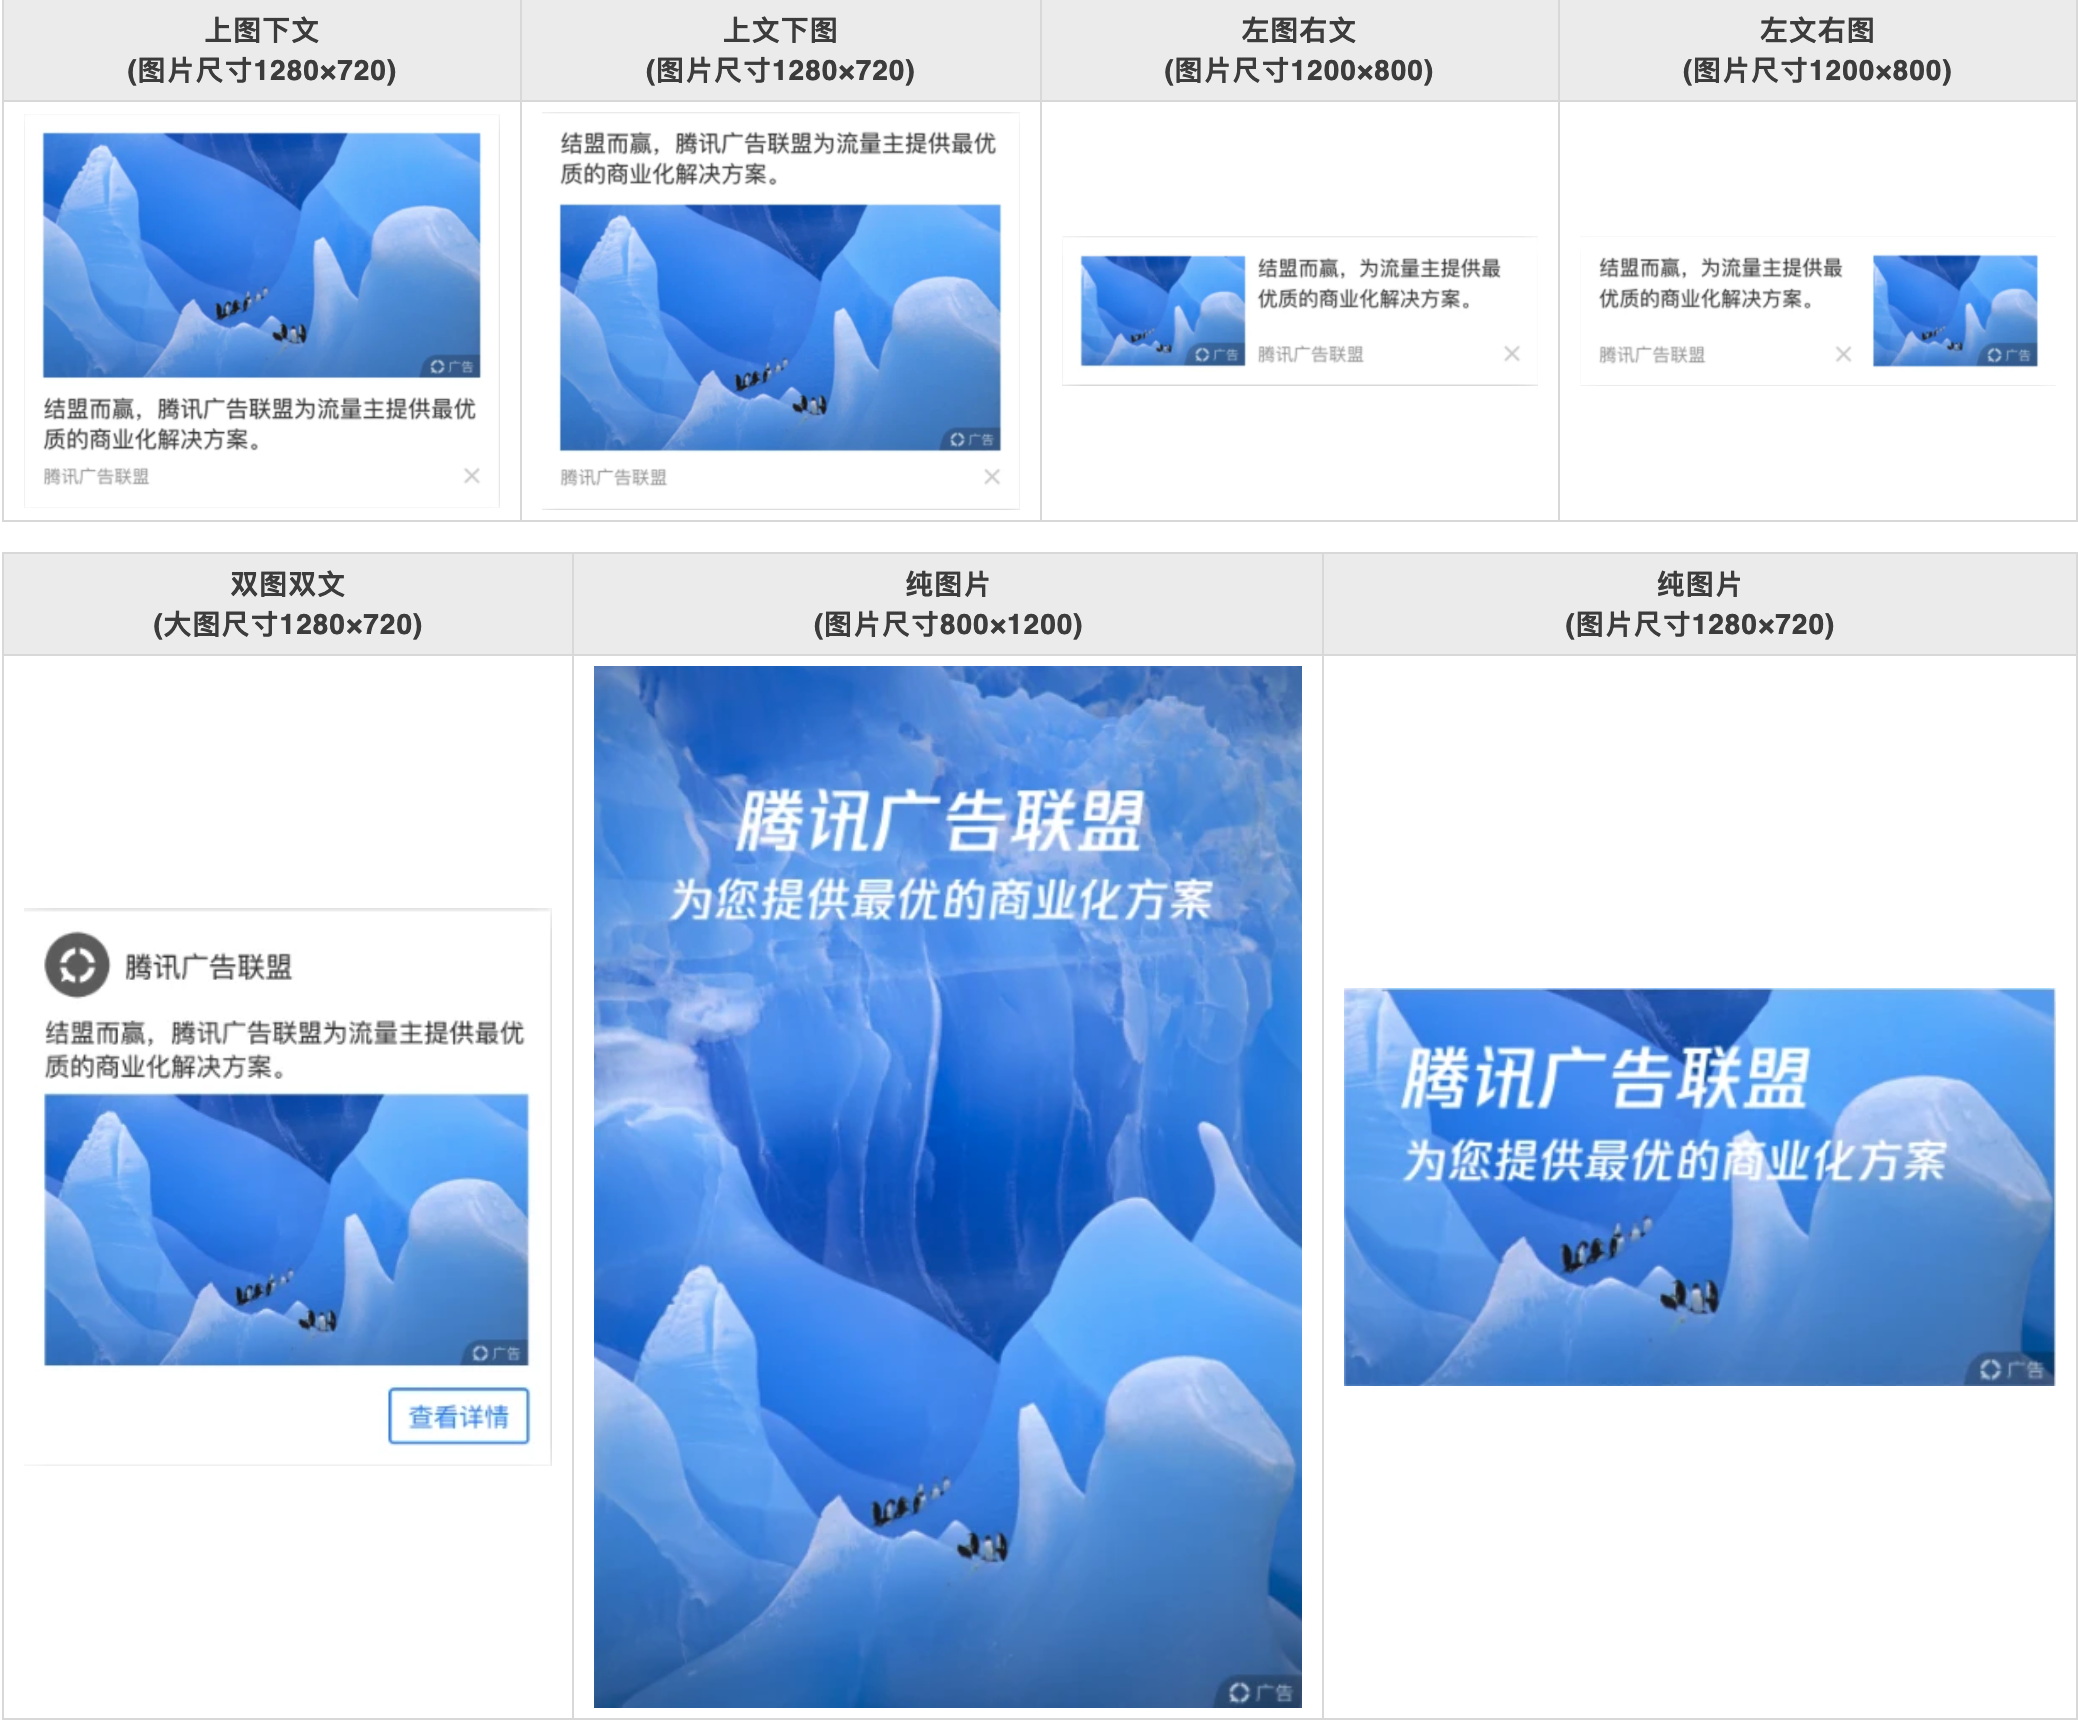 上图下文
(图片尺寸1280×720)
上文下图
(图片尺寸1280×720)
左图右文
(图片尺寸1200×800)
左文右图
(图片尺寸1200×800)
广告
结盟而赢，腾讯广告联盟为流量主提供最优
质的商业化解决方案。
腾讯广告联盟
结盟而赢，腾讯广告联盟为流量主提供最优
质的商业化解决方案。
广告
腾讯广告联盟
广告
结盟而赢，为流量主提供最
优质的商业化解决方案。
腾讯广告联盟
结盟而赢，为流量主提供最
优质的商业化解决方案。
腾讯广告联盟
广告
双图双文
(大图尺寸1280×720)
纯图片
(图片尺寸800×1200)
纯图片
(图片尺寸1280×720)
腾讯广告联盟
结盟而赢，腾讯广告联盟为流量主提供最优
质的商业化解决方案。
广告
查看详情
腾讯广告联盟
为您提供最优的商业化方案
广告
腾讯广告联盟
为您提供最优的商业化方案
广告